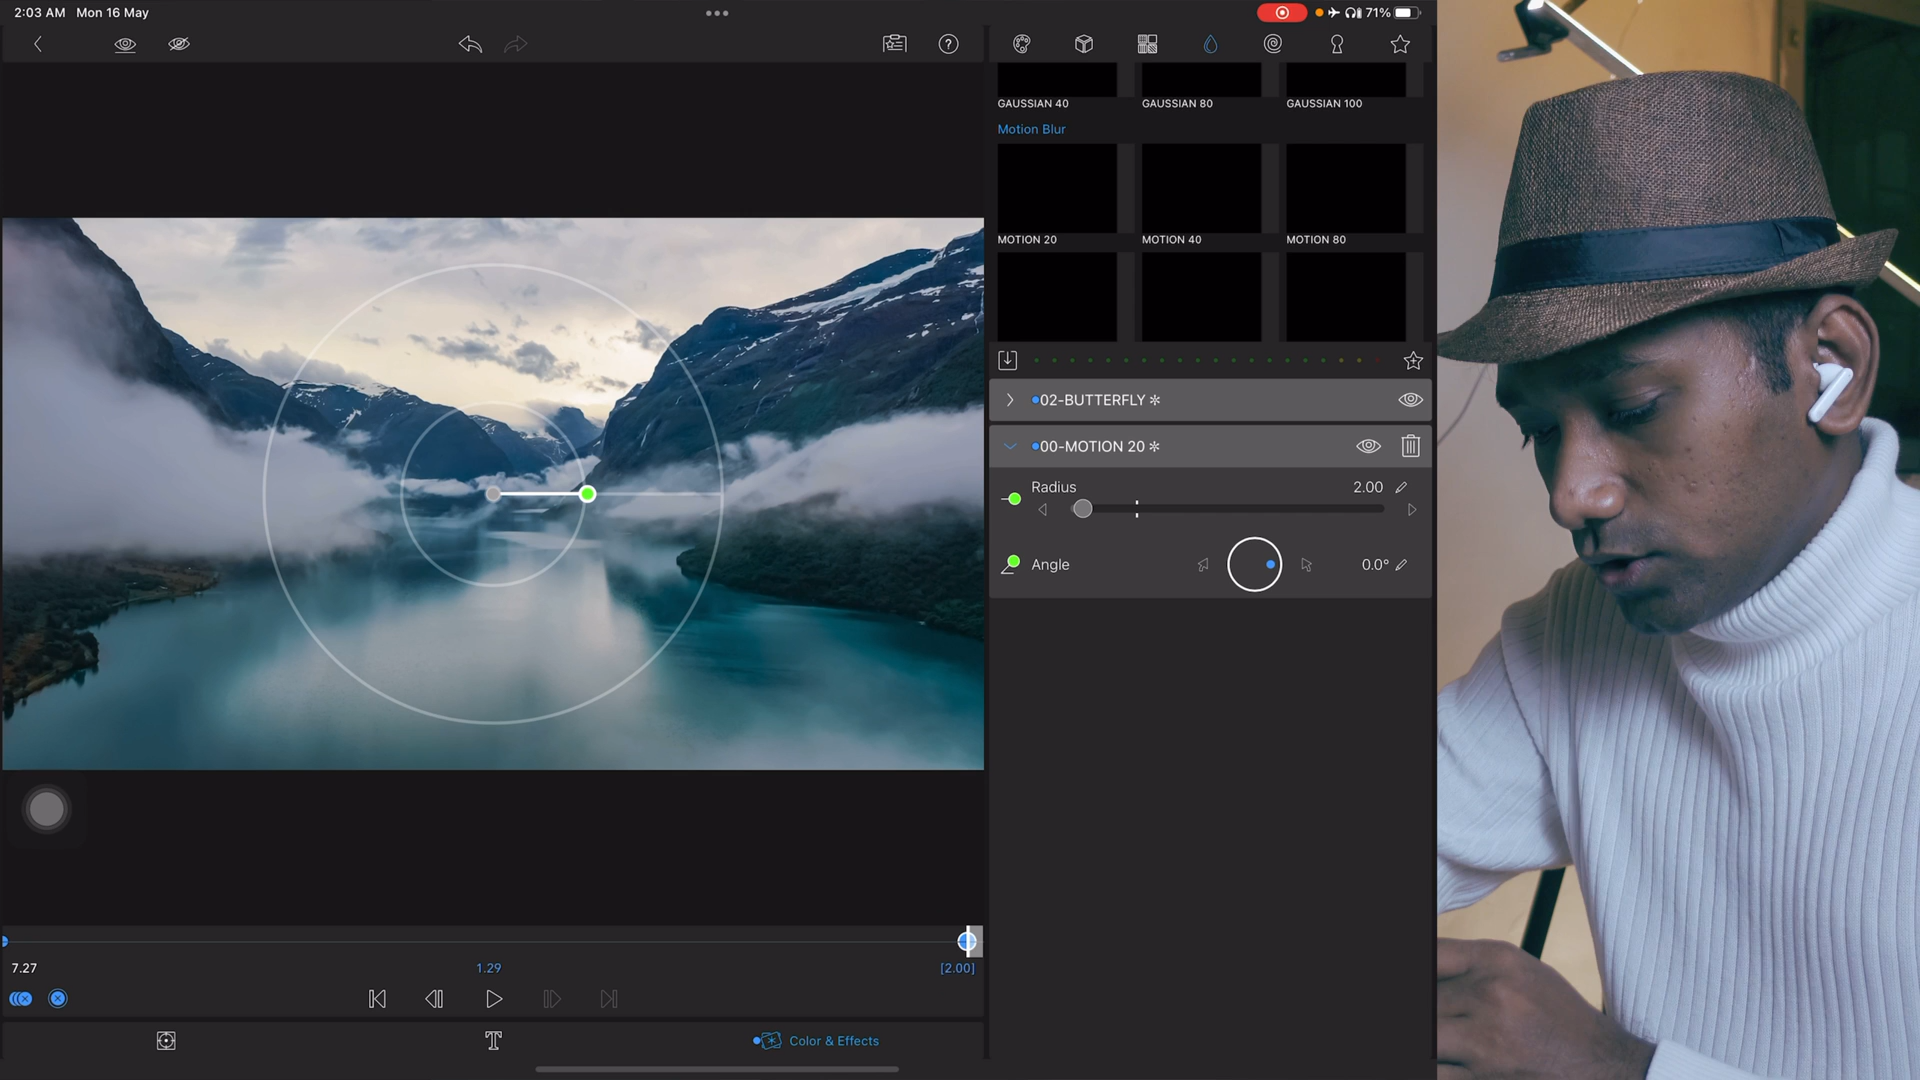 2:03 AM Mon 16 May
71%
GAUSSIAN 40
GAUSSIAN 80
GAUSSIAN 100
Motion Blur
MOTION 20
MOTION 40
MOTION 80
02-BUTTERFLY
00-MOTION 20
Radius
2.00
Angle
0.0°
7.27
1.29
[2.00]
Color & Effects